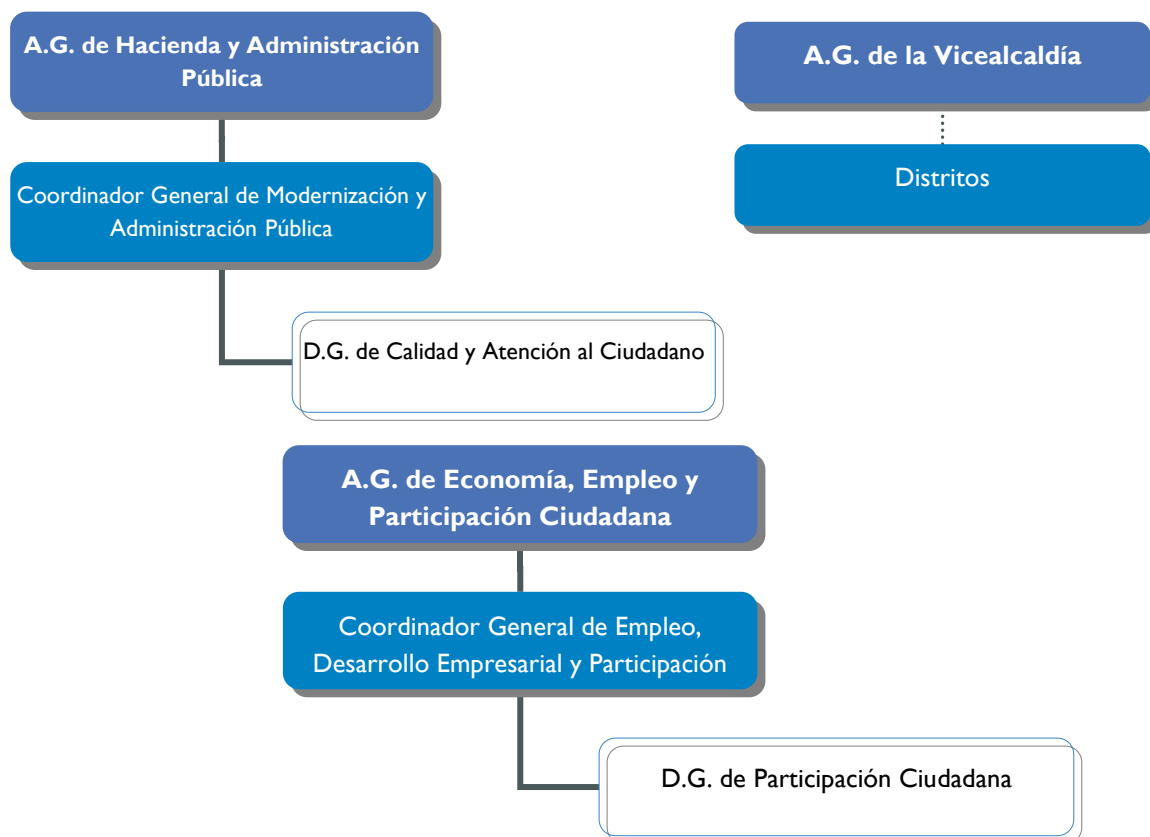 A.G. de Hacienda y Administración
Pública
A.G. de la Vicealcaldía
Coordinador General de Modernización y
Administración Pública
Distritos
D.G. de Calidad y Atención al Ciudadano
A.G. de Economía, Empleo y
Participación Ciudadana
Coordinador General de Empleo,
Desarrollo Empresarial y Participación
D.G. de Participación Ciudadana